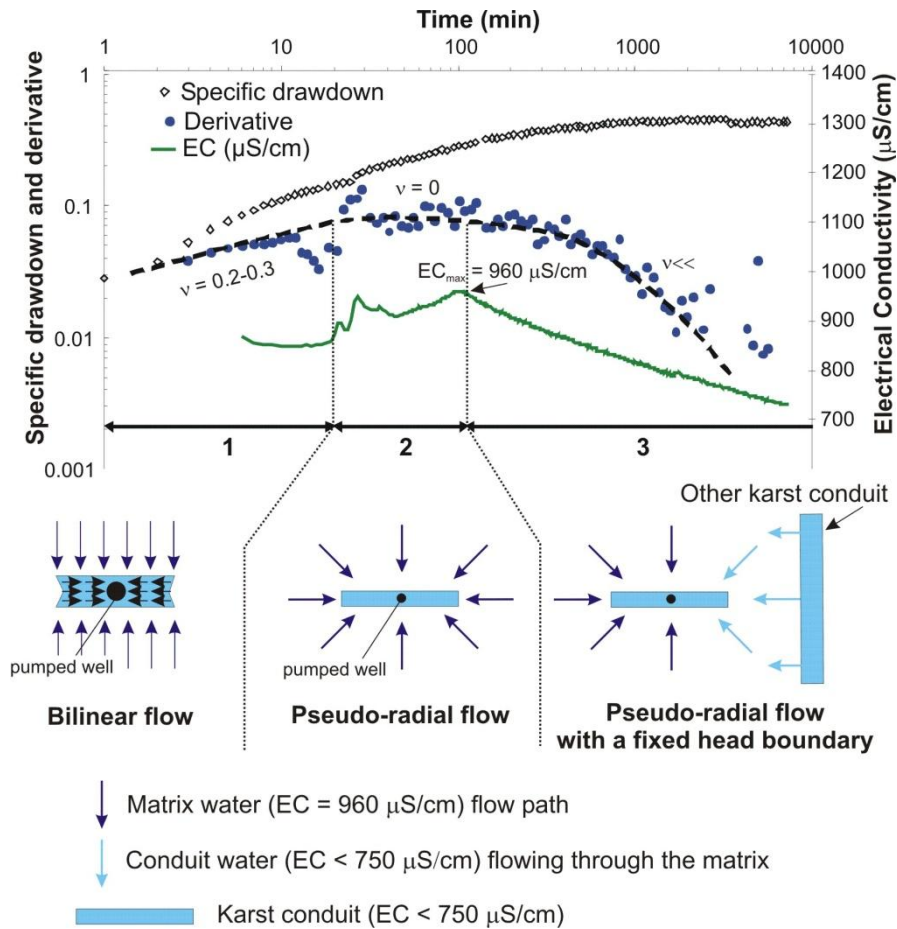 Time (min)
1 10 100 1000 10000
Specific drawdown and derivative
1
0.1
0.01
0.001
Specific drawdown
Derivative
EC (µS/cm)
ν = 0
ν = 0.2-0.3
ECmax = 960 µS/cm
ν<<
1400
1300
1200
1100
1000
900
800
700
Electrical Conductivity (µS/cm)
1 2 3
Other karst conduit
pumped well
pumped well
Bilinear flow
Pseudo-radial flow
Pseudo-radial flow
with a fixed head boundary
Matrix water (EC = 960 µS/cm) flow path
Conduit water (EC < 750 µS/cm) flowing through the matrix
Karst conduit (EC < 750 µS/cm)